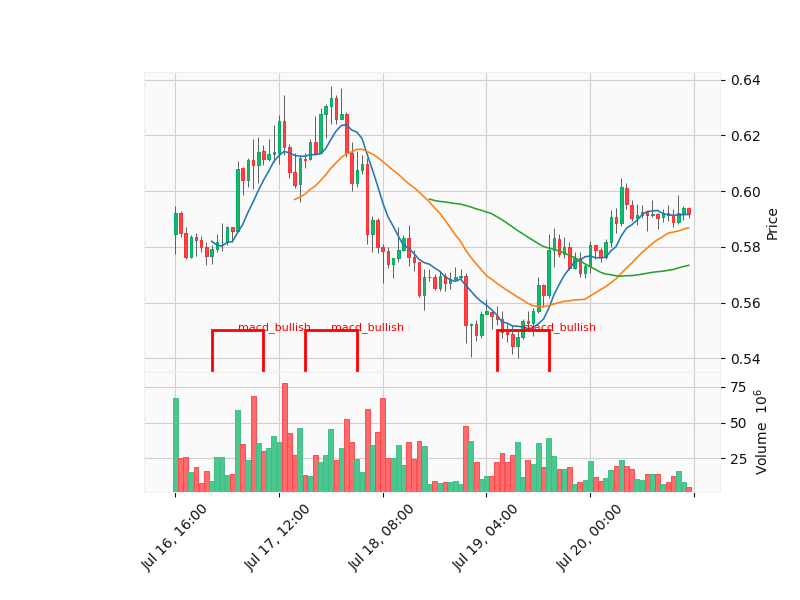 0.64
0.62
0.60
0.58
0.56
0.54
Price
macd_bullish
macd_bullish
macd_bullish
75
50
25
Volume 10^6
Jul 16, 16:00
Jul 17, 12:00
Jul 18, 08:00
Jul 19, 04:00
Jul 20, 00:00